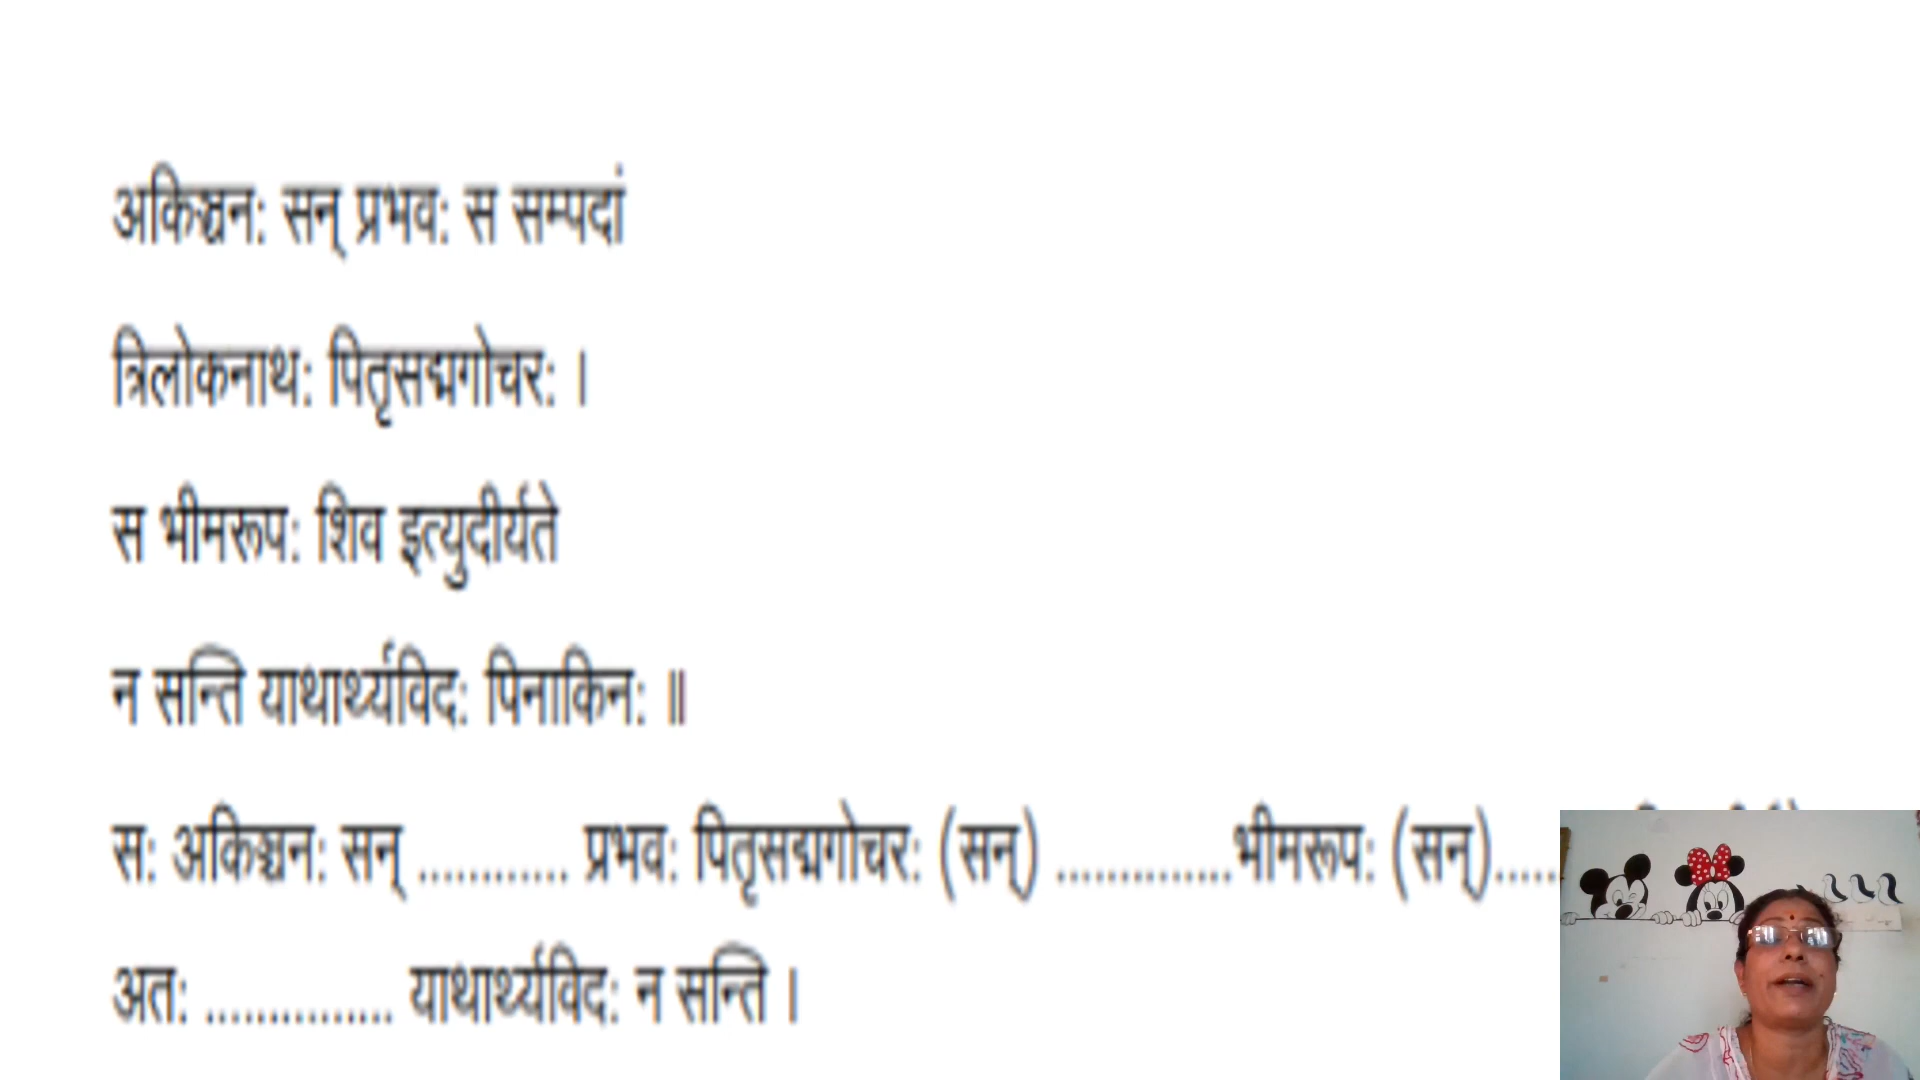 अकिञ्चन: सन् प्रभव: स सम्पदां
त्रिलोकनाथ: पितृसद्मगोचर: ।
स भीमरूप: शिव इत्युदीर्यते
न सन्ति याथार्थ्यविद: पिनाकिन: ॥
स: अकिञ्चन: सन् ............ प्रभव: पितृसद्मगोचर: (सन्) ..............भीमरूप: (सन्).....
अत: ............... याथार्थ्यविद: न सन्ति ।